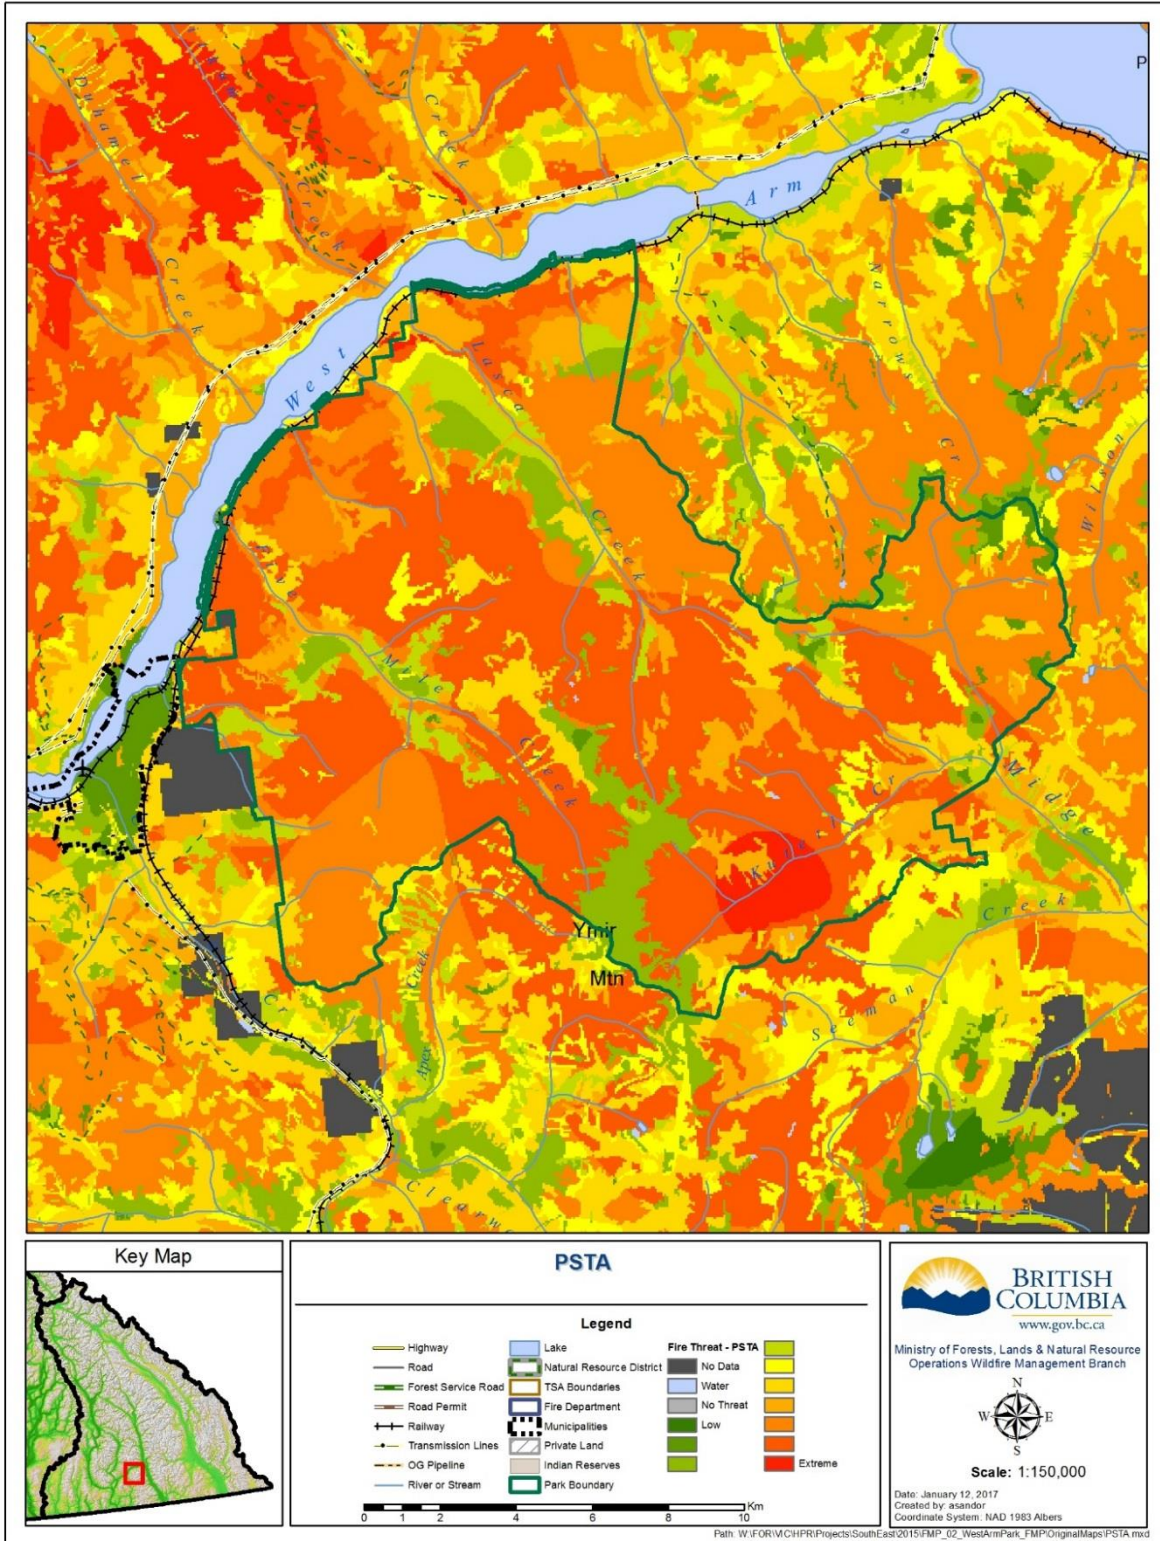 P
Duhamel
Creek
Creek
Creek
Arm
West
Narrows
Cr
Lasca
Creek
Wilson
Five
Mile
Creek
Midge
Creek
Kutetl Cr
Ymir
Mtn
Seeman
Apex
Creek
Cr
Clearw
Key Map
PSTA
Legend
Highway
Road
Forest Service Road
Road Permit
Railway
Transmission Lines
OG Pipeline
River or Stream
Lake
Natural Resource District
TSA Boundaries
Fire Department
Municipalities
Private Land
Indian Reserves
Park Boundary
Fire Threat - PSTA
No Data
Water
No Threat
Low
Extreme
0 1 2 4 6 8 10 Km
BRITISH
COLUMBIA
www.gov.bc.ca
Ministry of Forests, Lands & Natural Resource
Operations Wildfire Management Branch
N
W E
S
Scale: 1:150,000
Date: January 12, 2017
Created by: asandor
Coordinate System: NAD 1983 Albers
Path: W:\FOR\VIC\HPR\Projects\SouthEast\2015\FMP_02_WestArmPark_FMP\OriginalMaps\PSTA.mxd